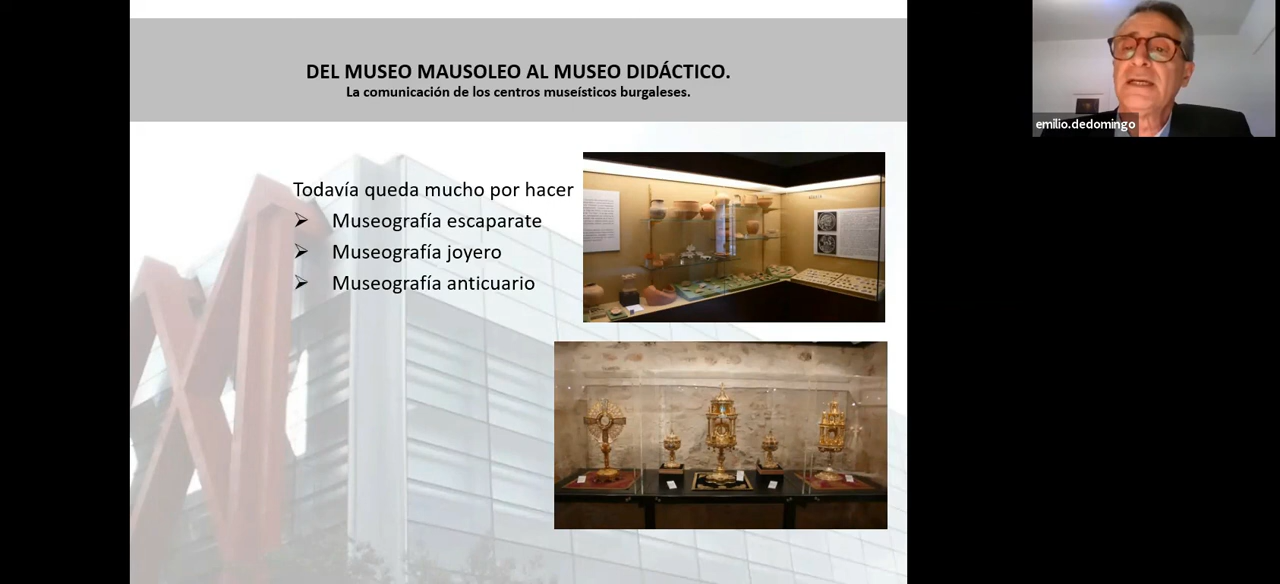 DEL MUSEO MAUSOLEO AL MUSEO DIDÁCTICO.
La comunicación de los centros museísticos burgaleses.
Todavía queda mucho por hacer
Museografía escaparate
Museografía joyero
Museografía anticuario
emilio.dedomingo